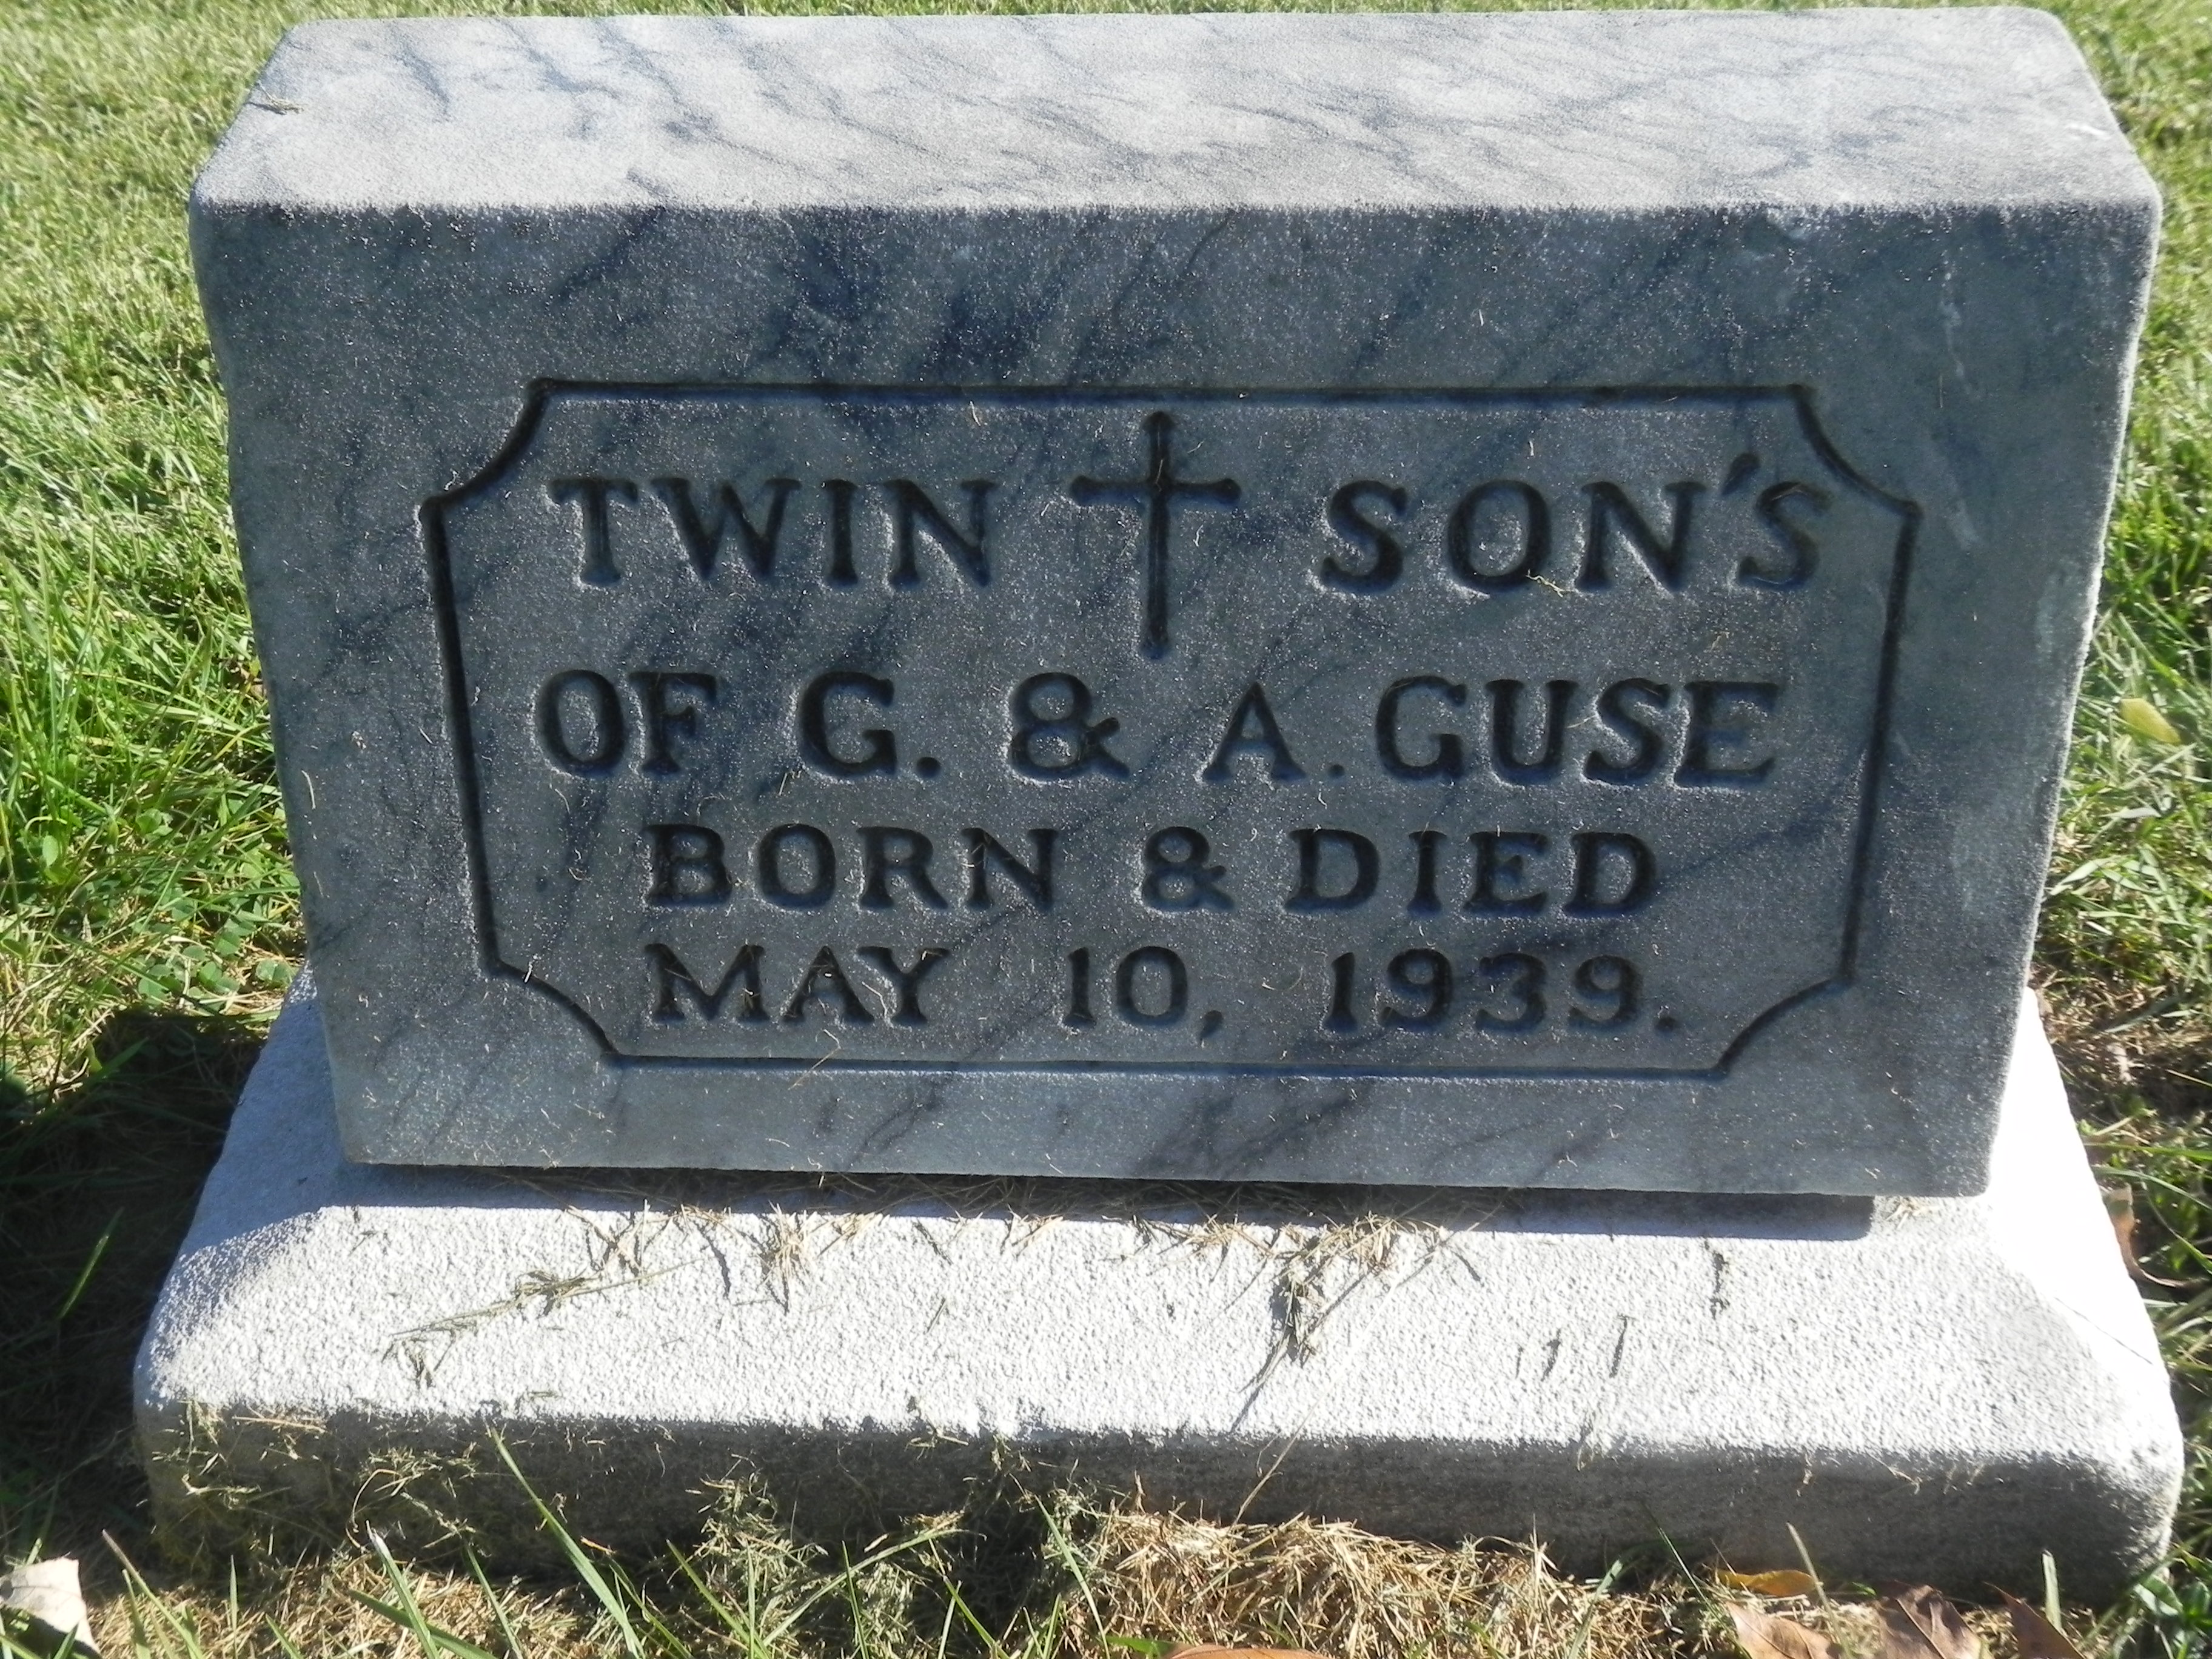 TWIN SON'S
OF G. & A. GUSE
BORN & DIED
MAY 10, 1939.